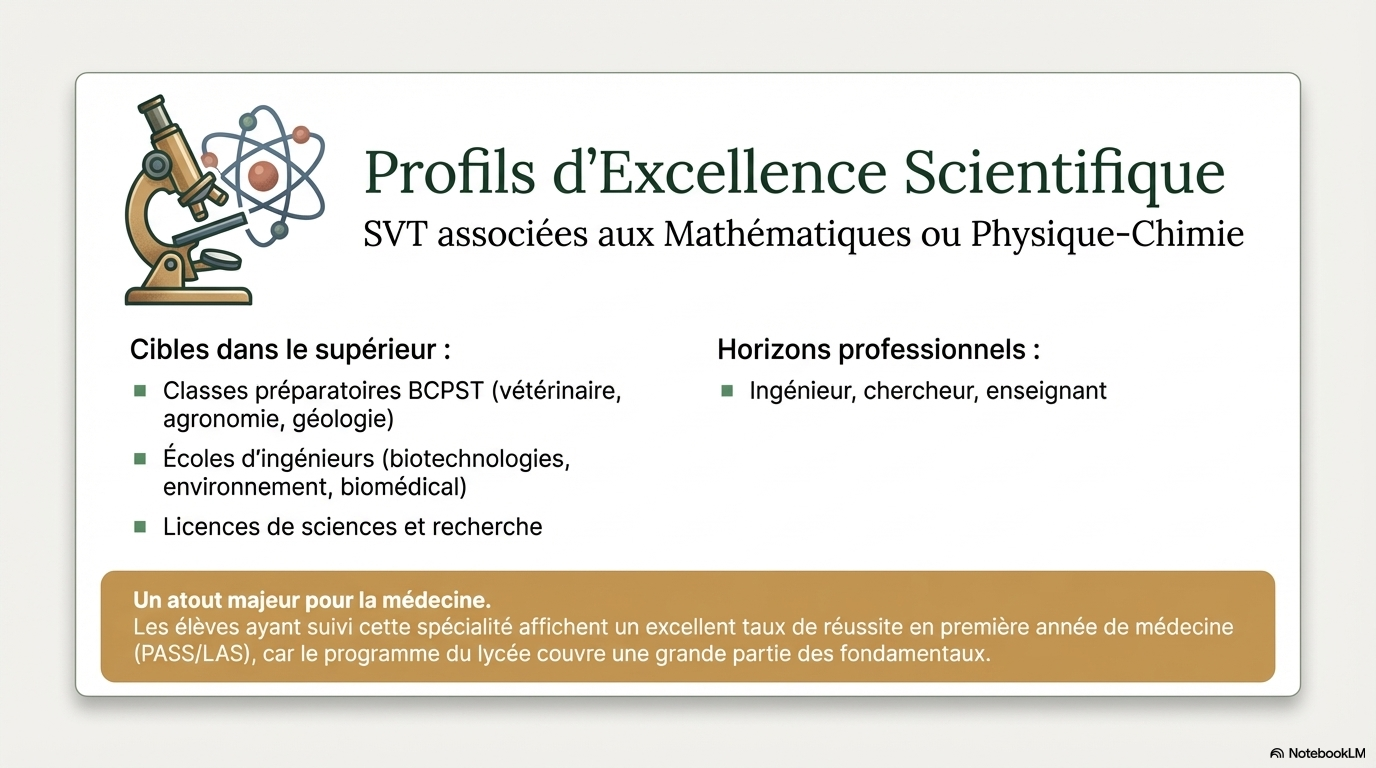 Profils d’Excellence Scientifique
SVT associées aux Mathématiques ou Physique-Chimie
Cibles dans le supérieur :
■ Classes préparatoires BCPST (vétérinaire,
agronomie, géologie)
■ Écoles d’ingénieurs (biotechnologies,
environnement, biomédical)
■ Licences de sciences et recherche
Horizons professionnels :
■ Ingénieur, chercheur, enseignant
Un atout majeur pour la médecine.
Les élèves ayant suivi cette spécialité affichent un excellent taux de réussite en première année de médecine
(PASS/LAS), car le programme du lycée couvre une grande partie des fondamentaux.
NotebookLM